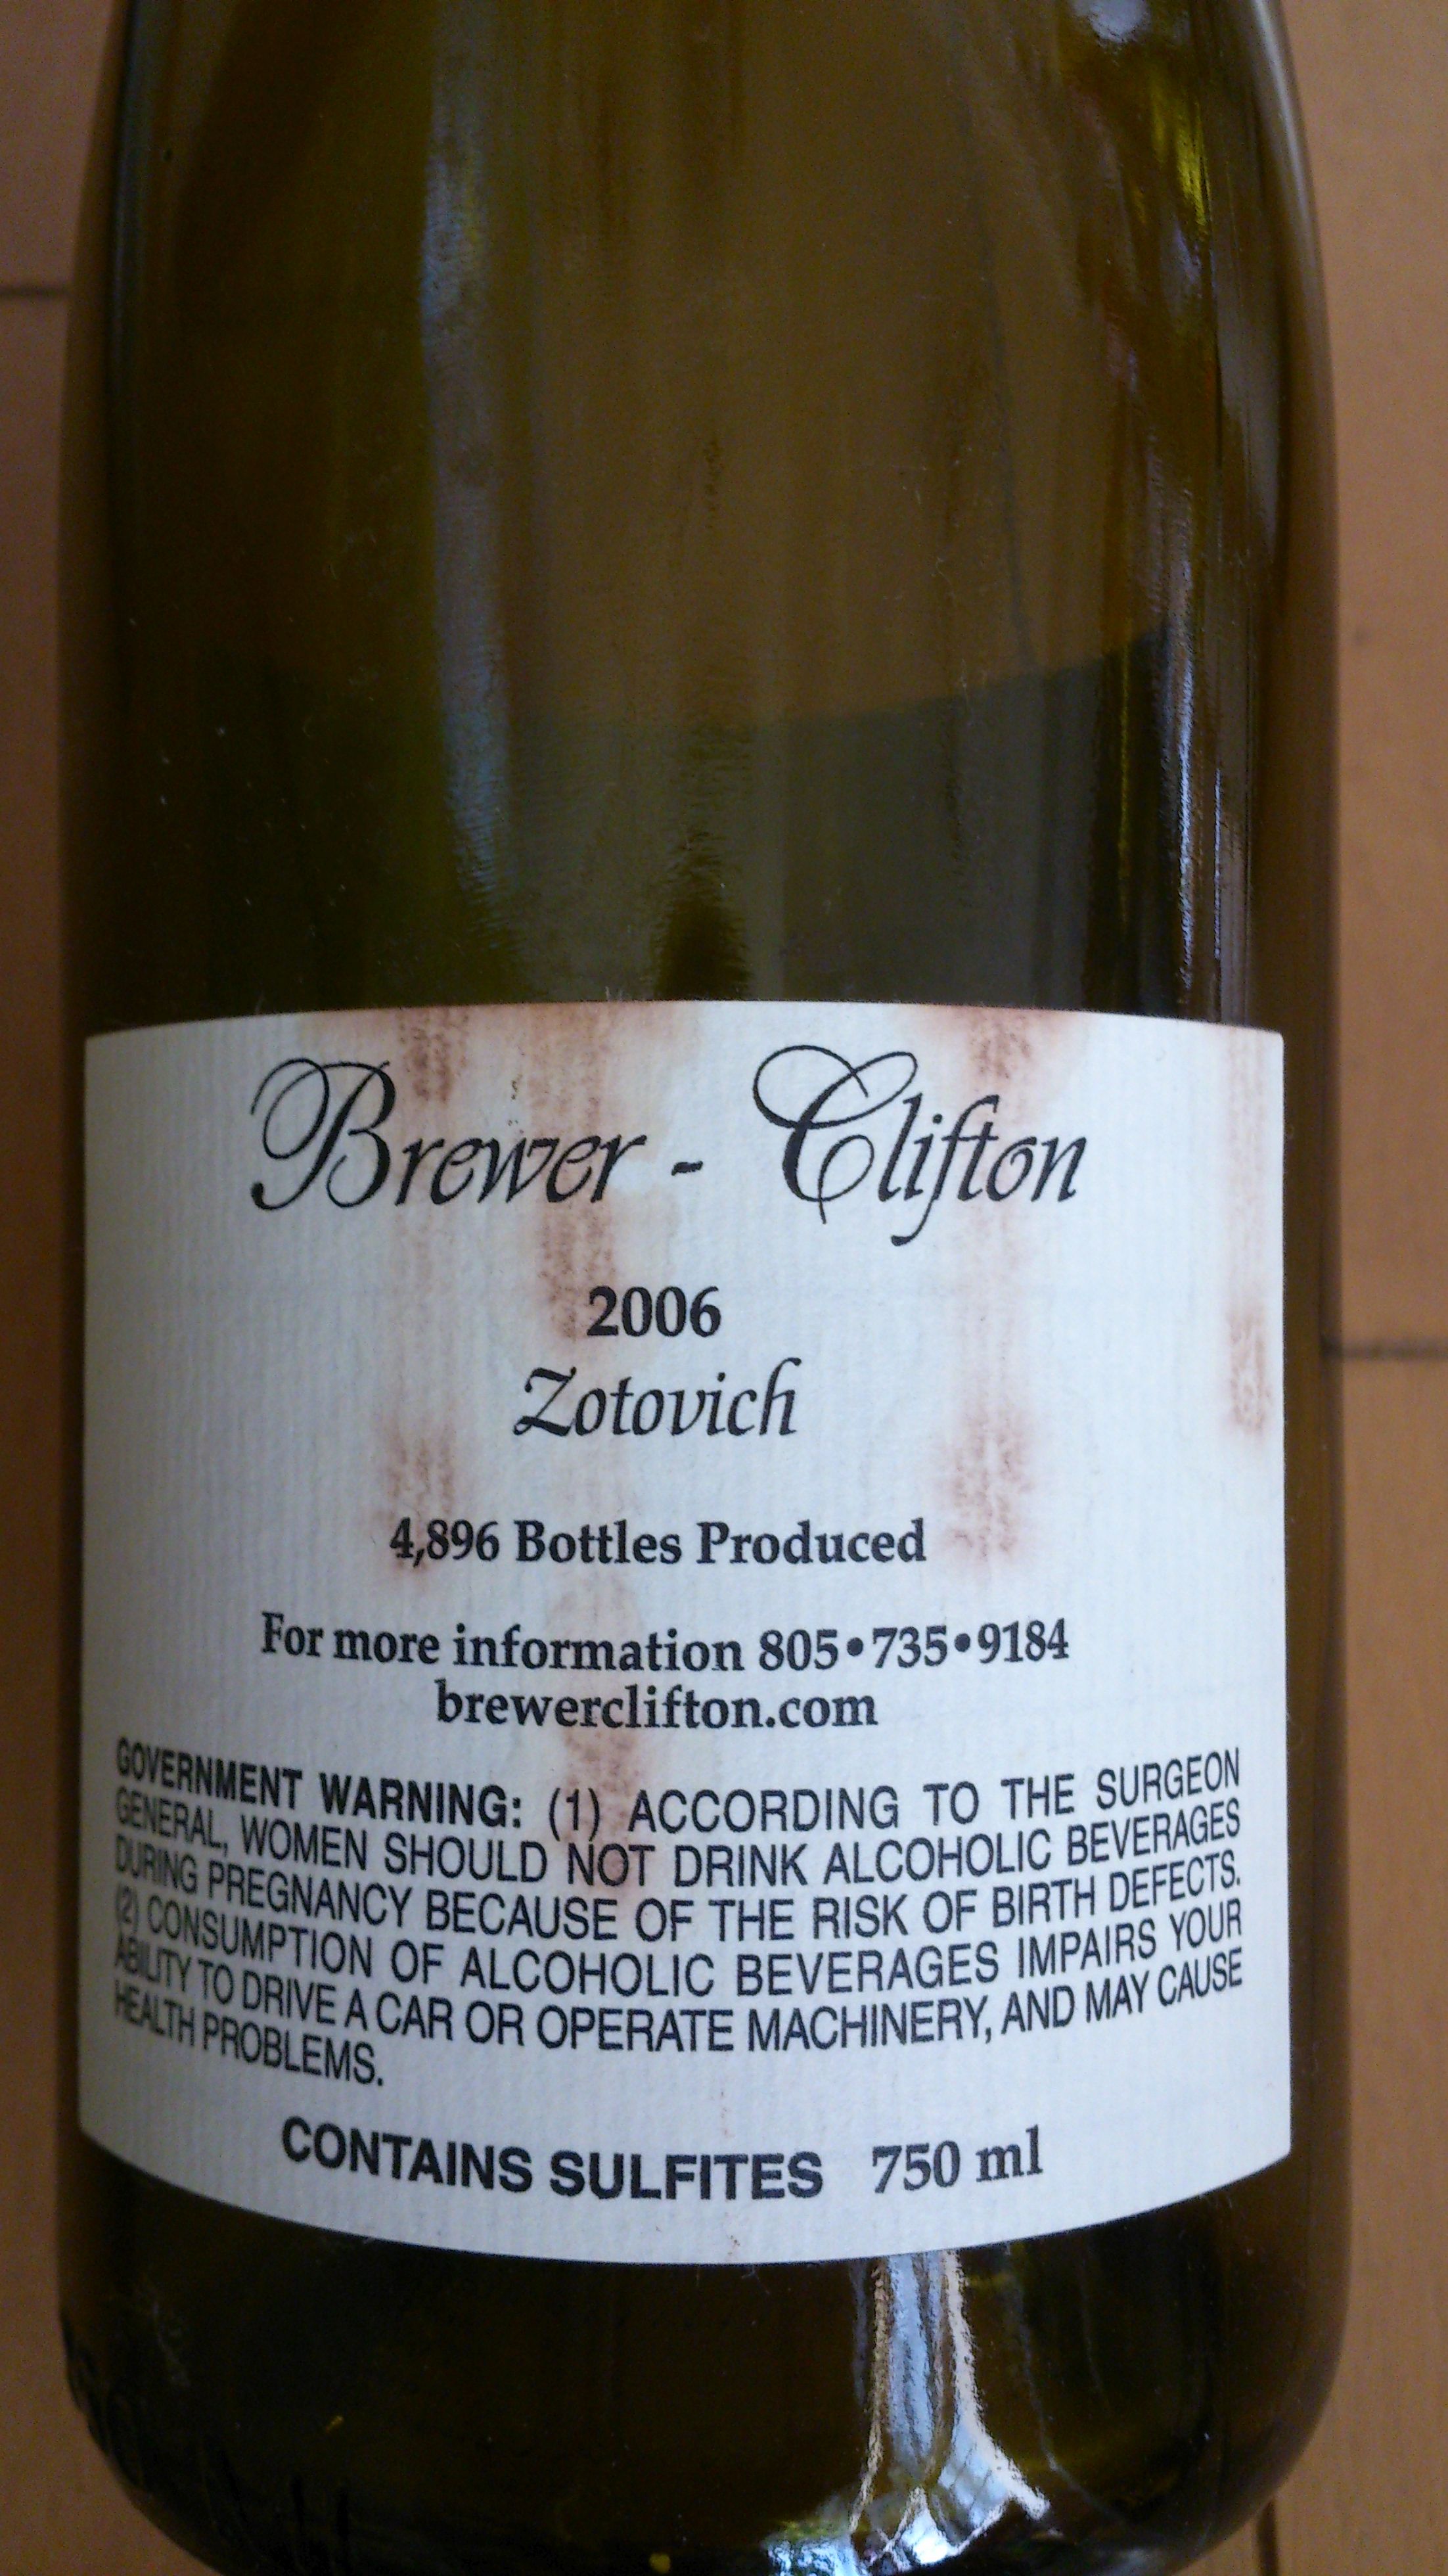 Brewer - Clifton
2006
Zotovich
4,896 Bottles Produced
For more information 805•735•9184
brewerclifton.com
GOVERNMENT WARNING: (1) ACCORDING TO THE SURGEON
GENERAL, WOMEN SHOULD NOT DRINK ALCOHOLIC BEVERAGES
DURING PREGNANCY BECAUSE OF THE RISK OF BIRTH DEFECTS.
(2) CONSUMPTION OF ALCOHOLIC BEVERAGES IMPAIRS YOUR
ABILITY TO DRIVE A CAR OR OPERATE MACHINERY, AND MAY CAUSE
HEALTH PROBLEMS.
CONTAINS SULFITES 750 ml